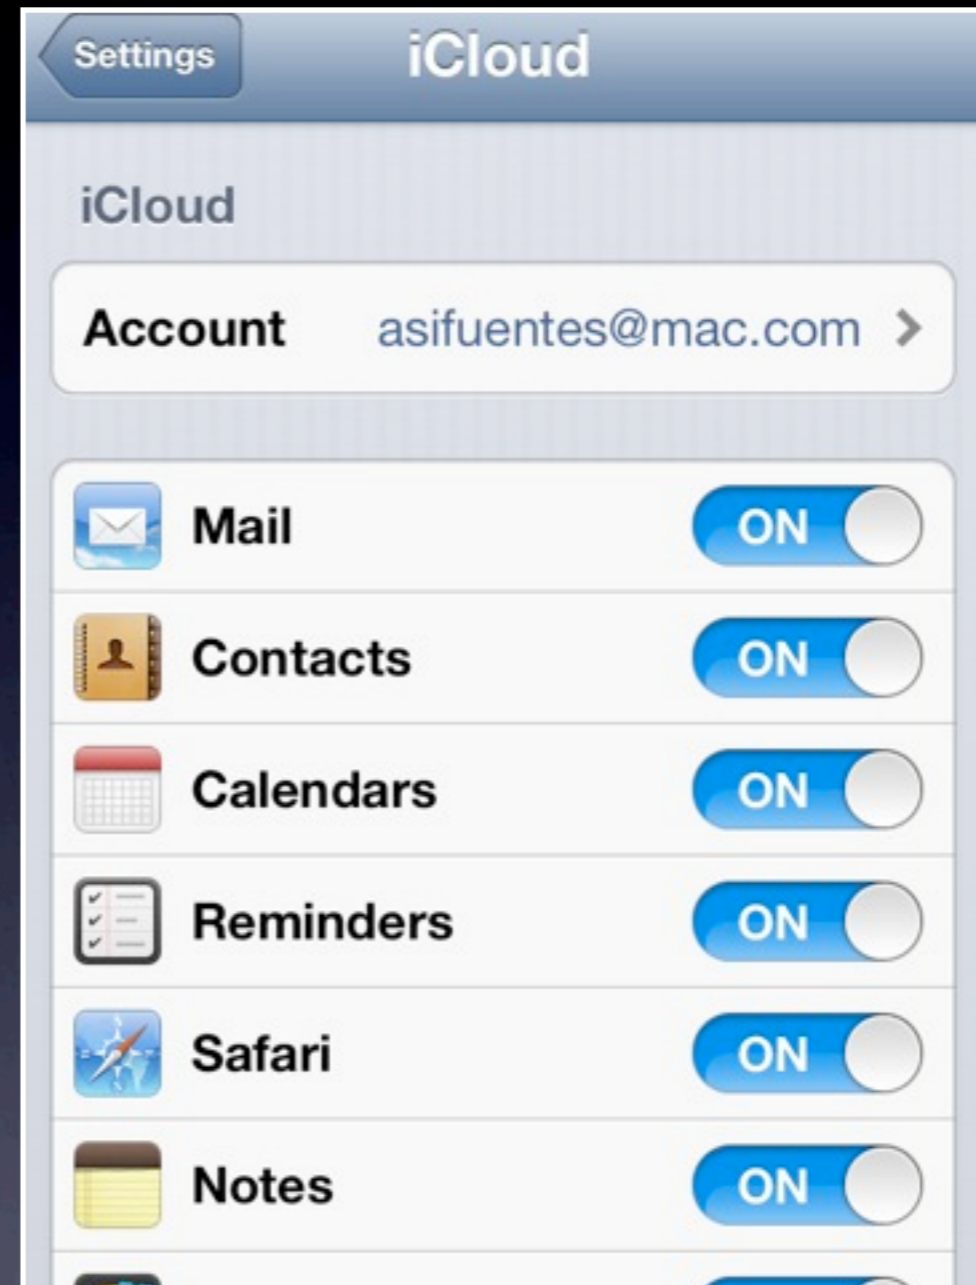 Settings
iCloud
iCloud
Account asifuentes@mac.com
Mail ON
Contacts ON
Calendars ON
Reminders ON
Safari ON
Notes ON